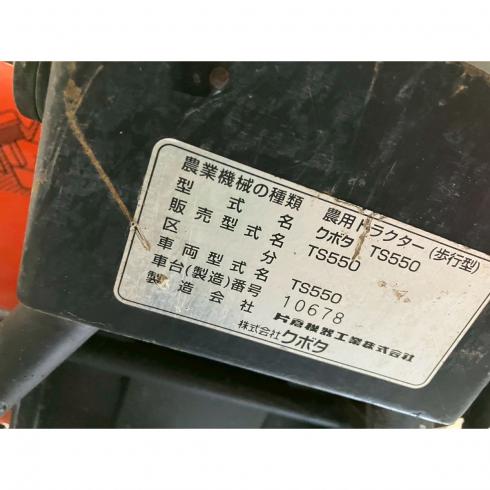 農業機械の種類 農用トラクター(歩行型)
型式名 クボタ TS550
販売型式名 TS550
区分
車両型式名 TS550
車台(製造)番号 10678
製造会社 片倉機器工業株式会社
株式会社クボタ